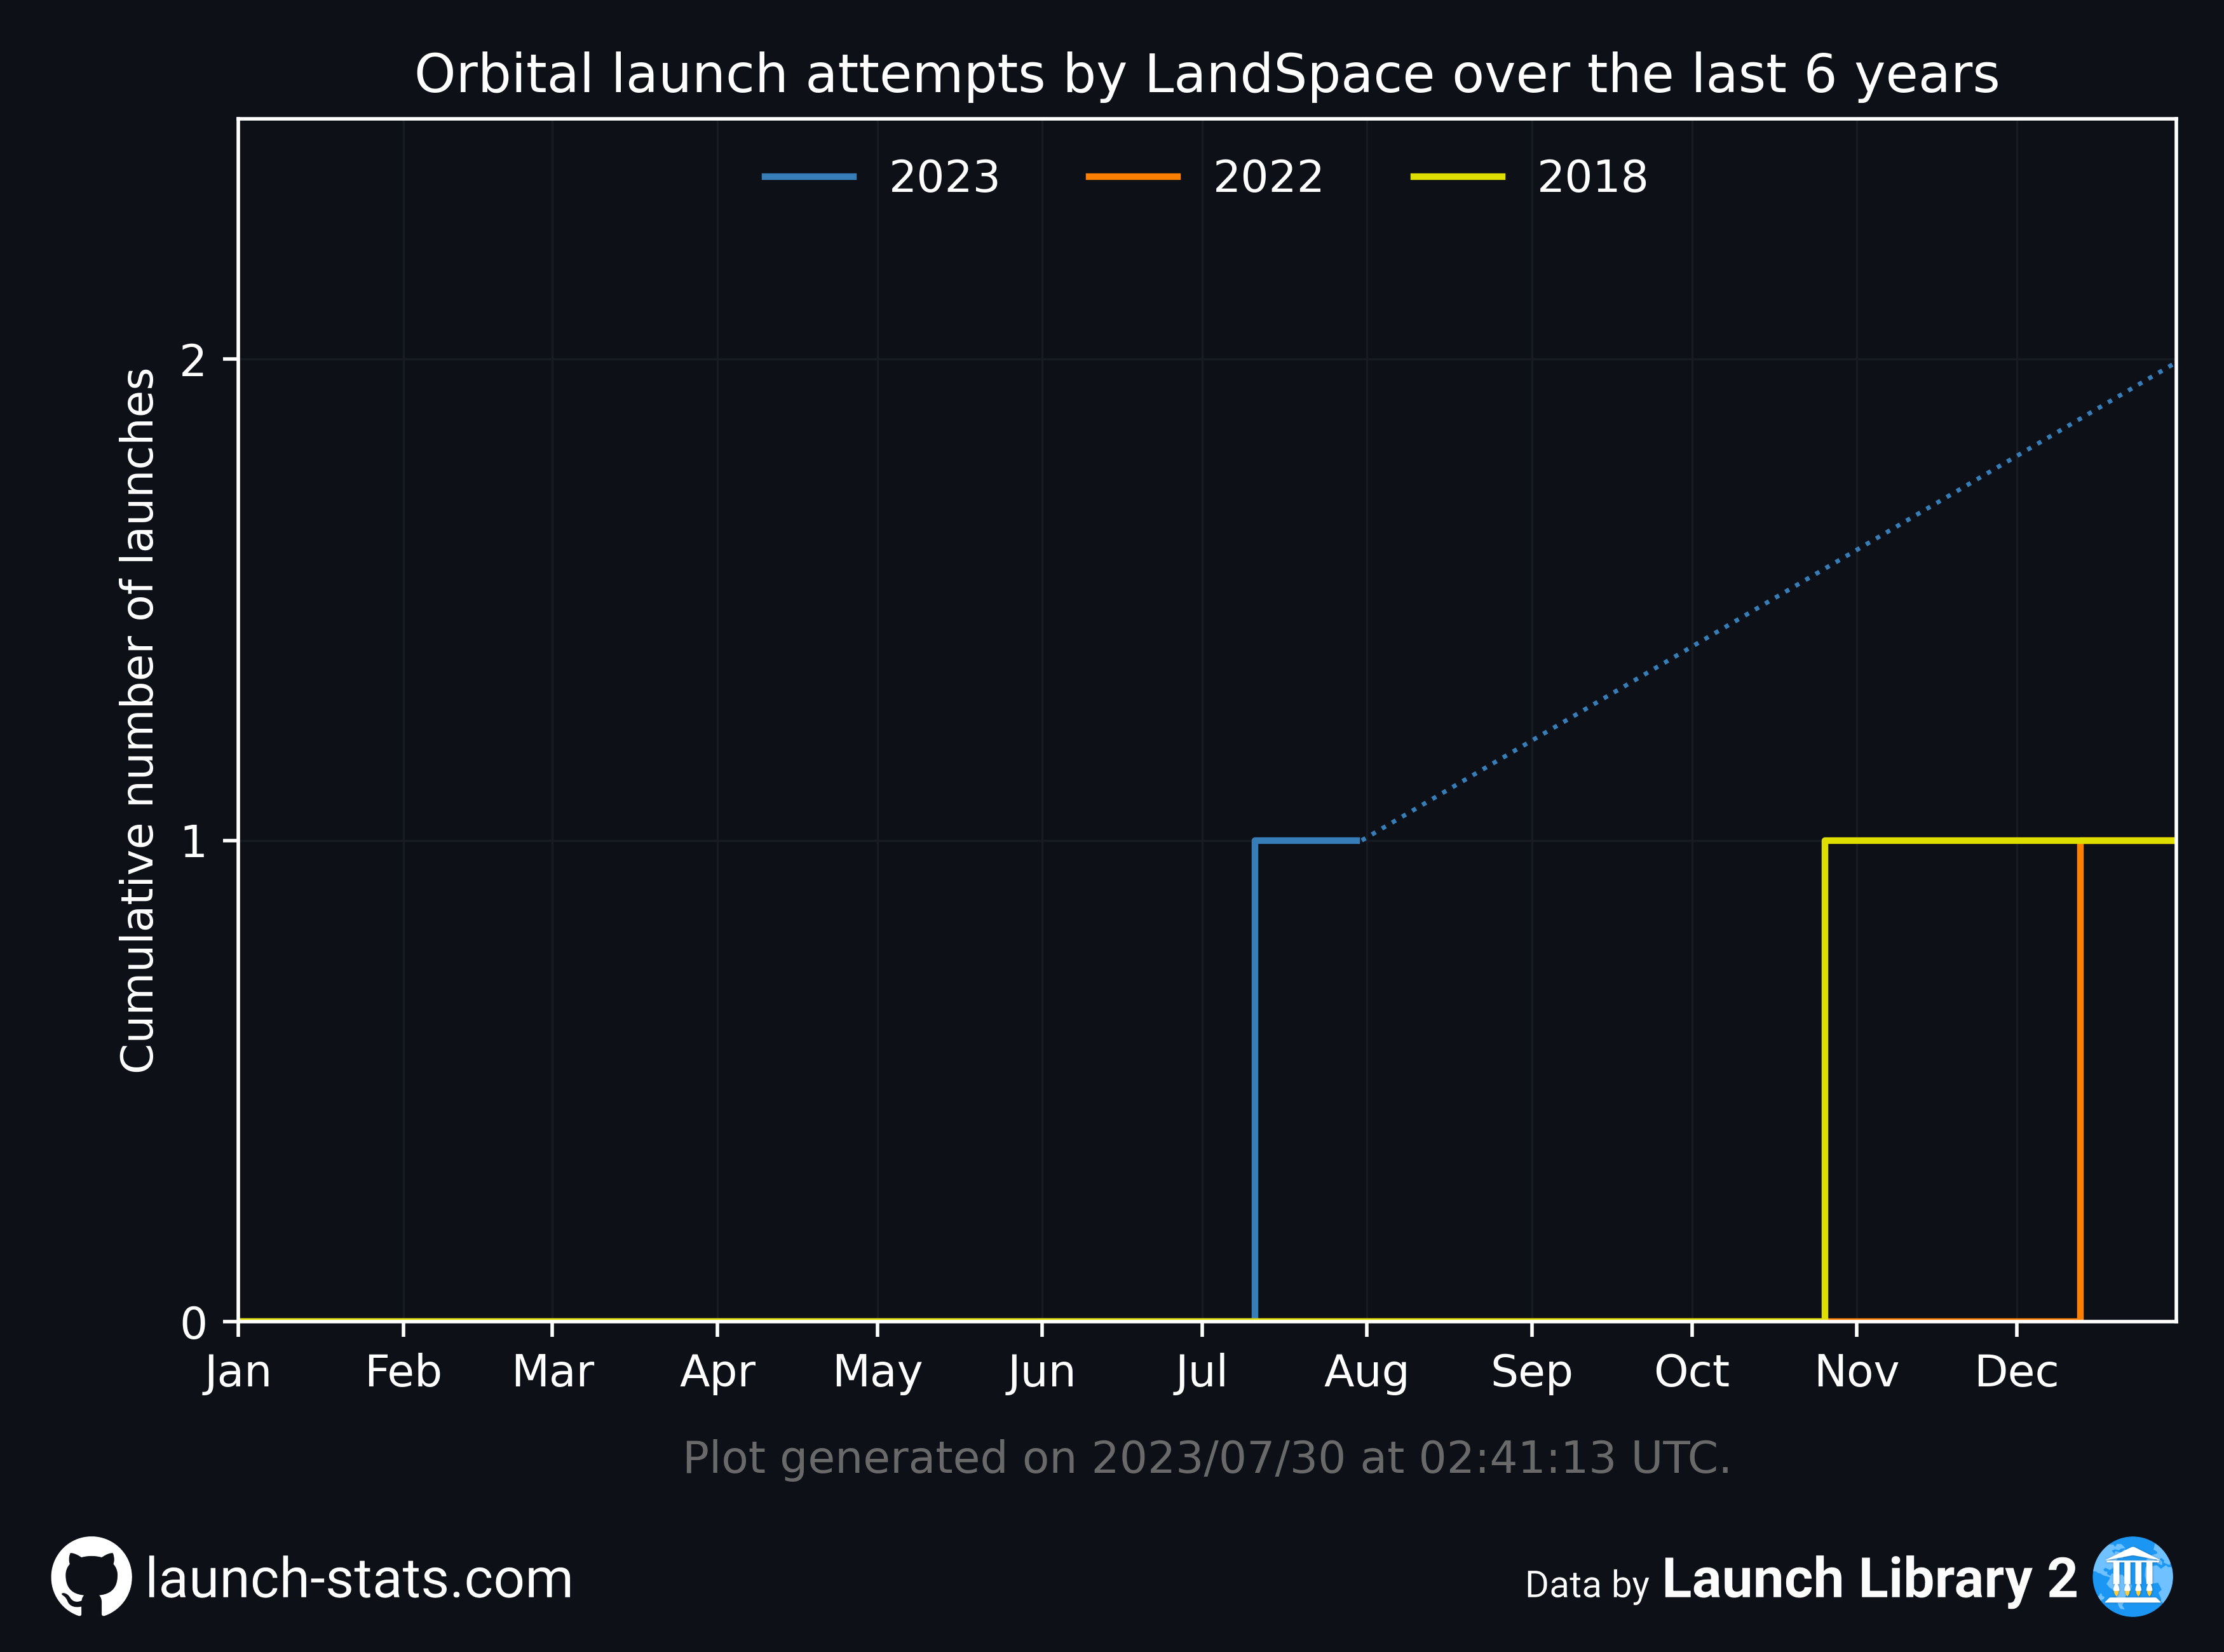 Orbital launch attempts by LandSpace over the last 6 years
2023 2022 2018
Cumulative number of launches
2
1
0
Jan Feb Mar Apr May Jun Jul Aug Sep Oct Nov Dec
Plot generated on 2023/07/30 at 02:41:13 UTC.
launch-stats.com
Data by Launch Library 2